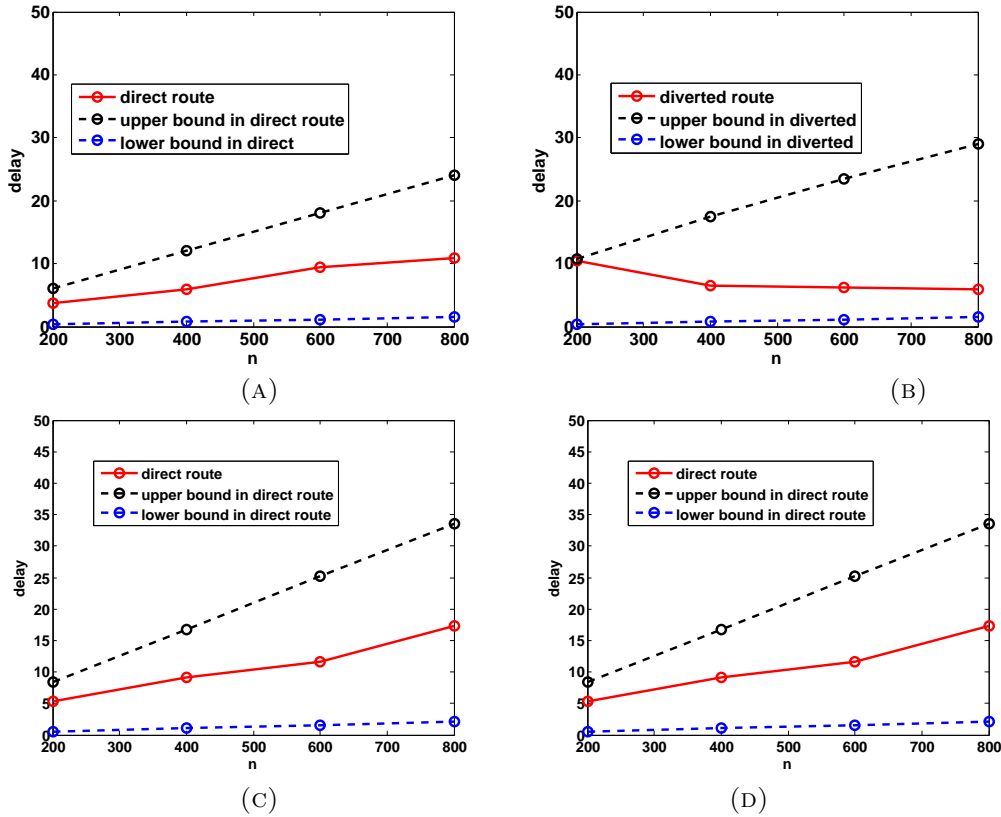 50
40
30
20
10
0
delay
direct route
upper bound in direct route
lower bound in direct
200 300 400 500 600 700 800
n
(A)
50
40
30
20
10
0
delay
diverted route
upper bound in diverted
lower bound in diverted
200 300 400 500 600 700 800
n
(B)
50
45
40
35
30
25
20
15
10
5
0
delay
direct route
upper bound in direct route
lower bound in direct route
200 300 400 500 600 700 800
n
(C)
50
45
40
35
30
25
20
15
10
5
0
delay
direct route
upper bound in direct route
lower bound in direct route
200 300 400 500 600 700 800
n
(D)